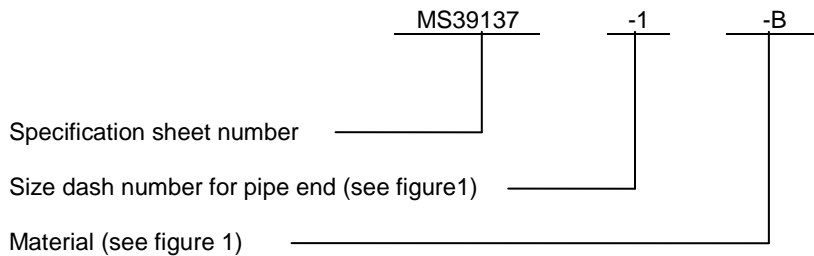 MS39137 -1 -B
Specification sheet number
Size dash number for pipe end (see figure1)
Material (see figure 1)